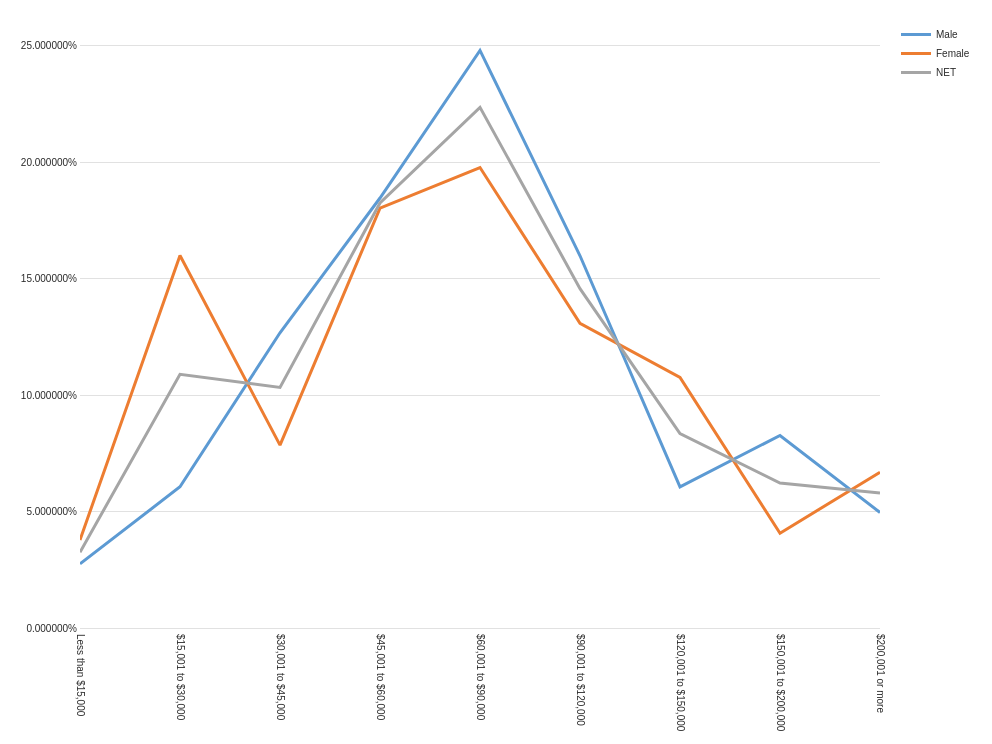 25.000000%
20.000000%
15.000000%
10.000000%
5.000000%
0.000000%
Less than $15,000
$15,001 to $30,000
$30,001 to $45,000
$45,001 to $60,000
$60,001 to $90,000
$90,001 to $120,000
$120,001 to $150,000
$150,001 to $200,000
$200,001 or more
Male
Female
NET